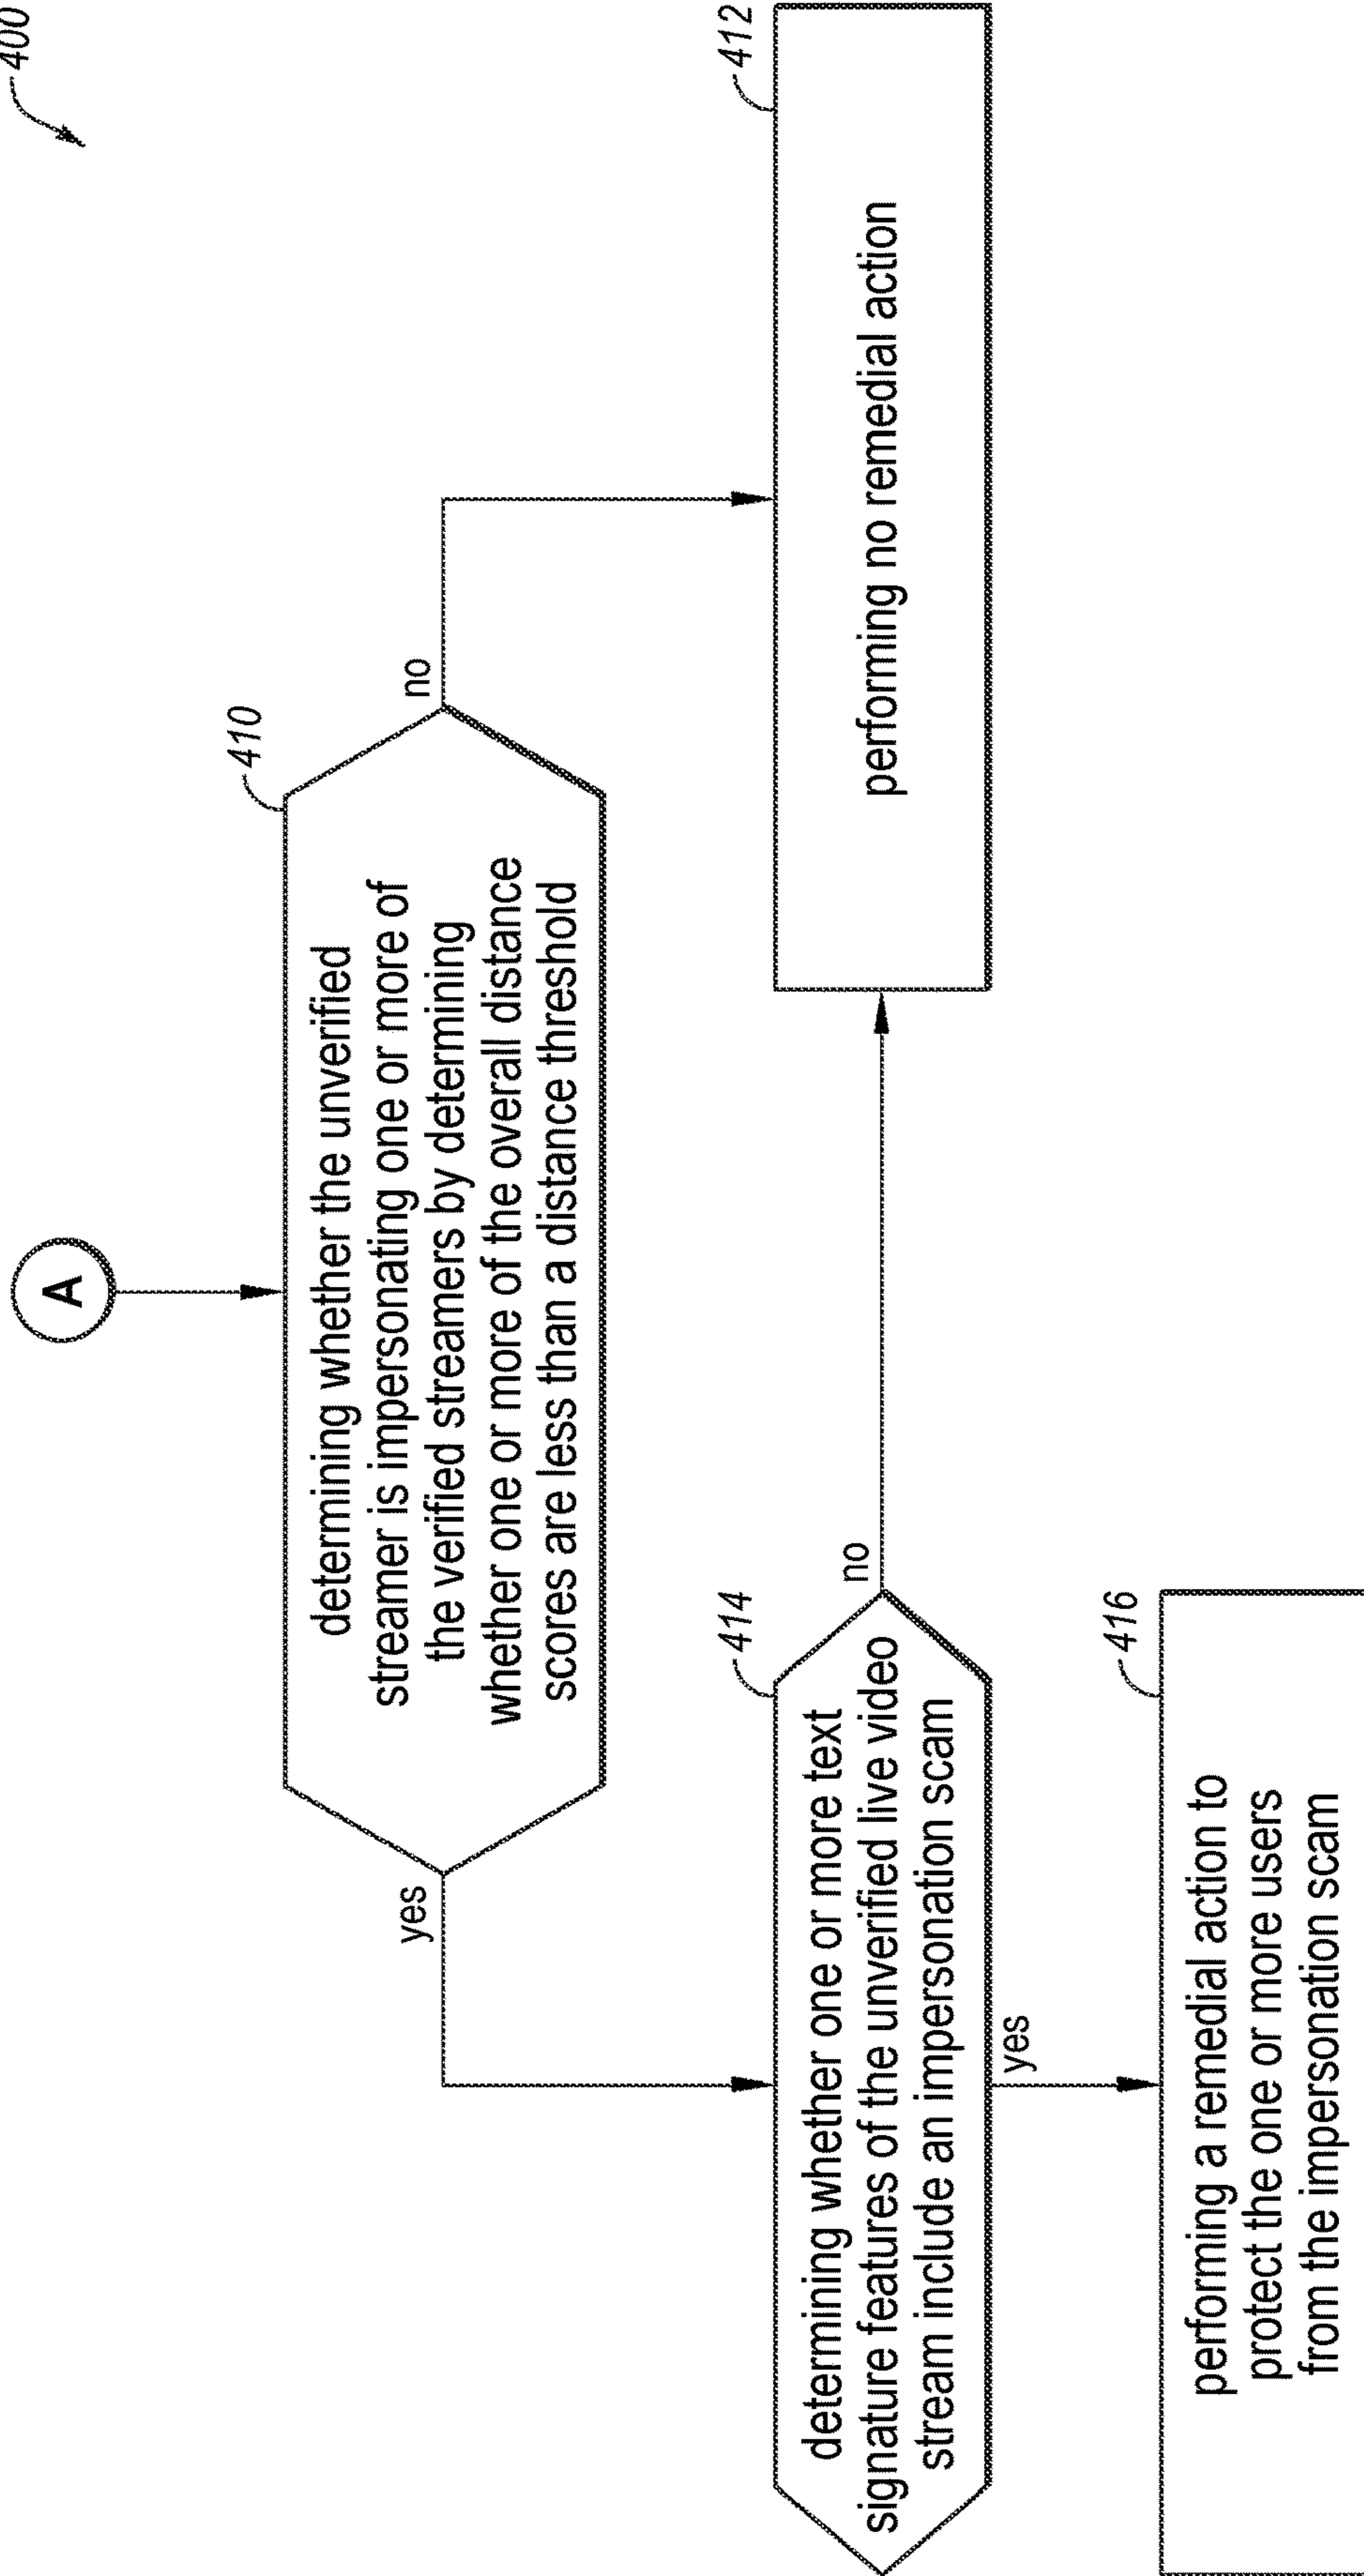 400
A
410
determining whether the unverified
streamer is impersonating one or more of
the verified streamers by determining
whether one or more of the overall distance
scores are less than a distance threshold
yes
no
414
determining whether one or more text
signature features of the unverified live video
stream include an impersonation scam
no
yes
412
performing no remedial action
416
performing a remedial action to
protect the one or more users
from the impersonation scam